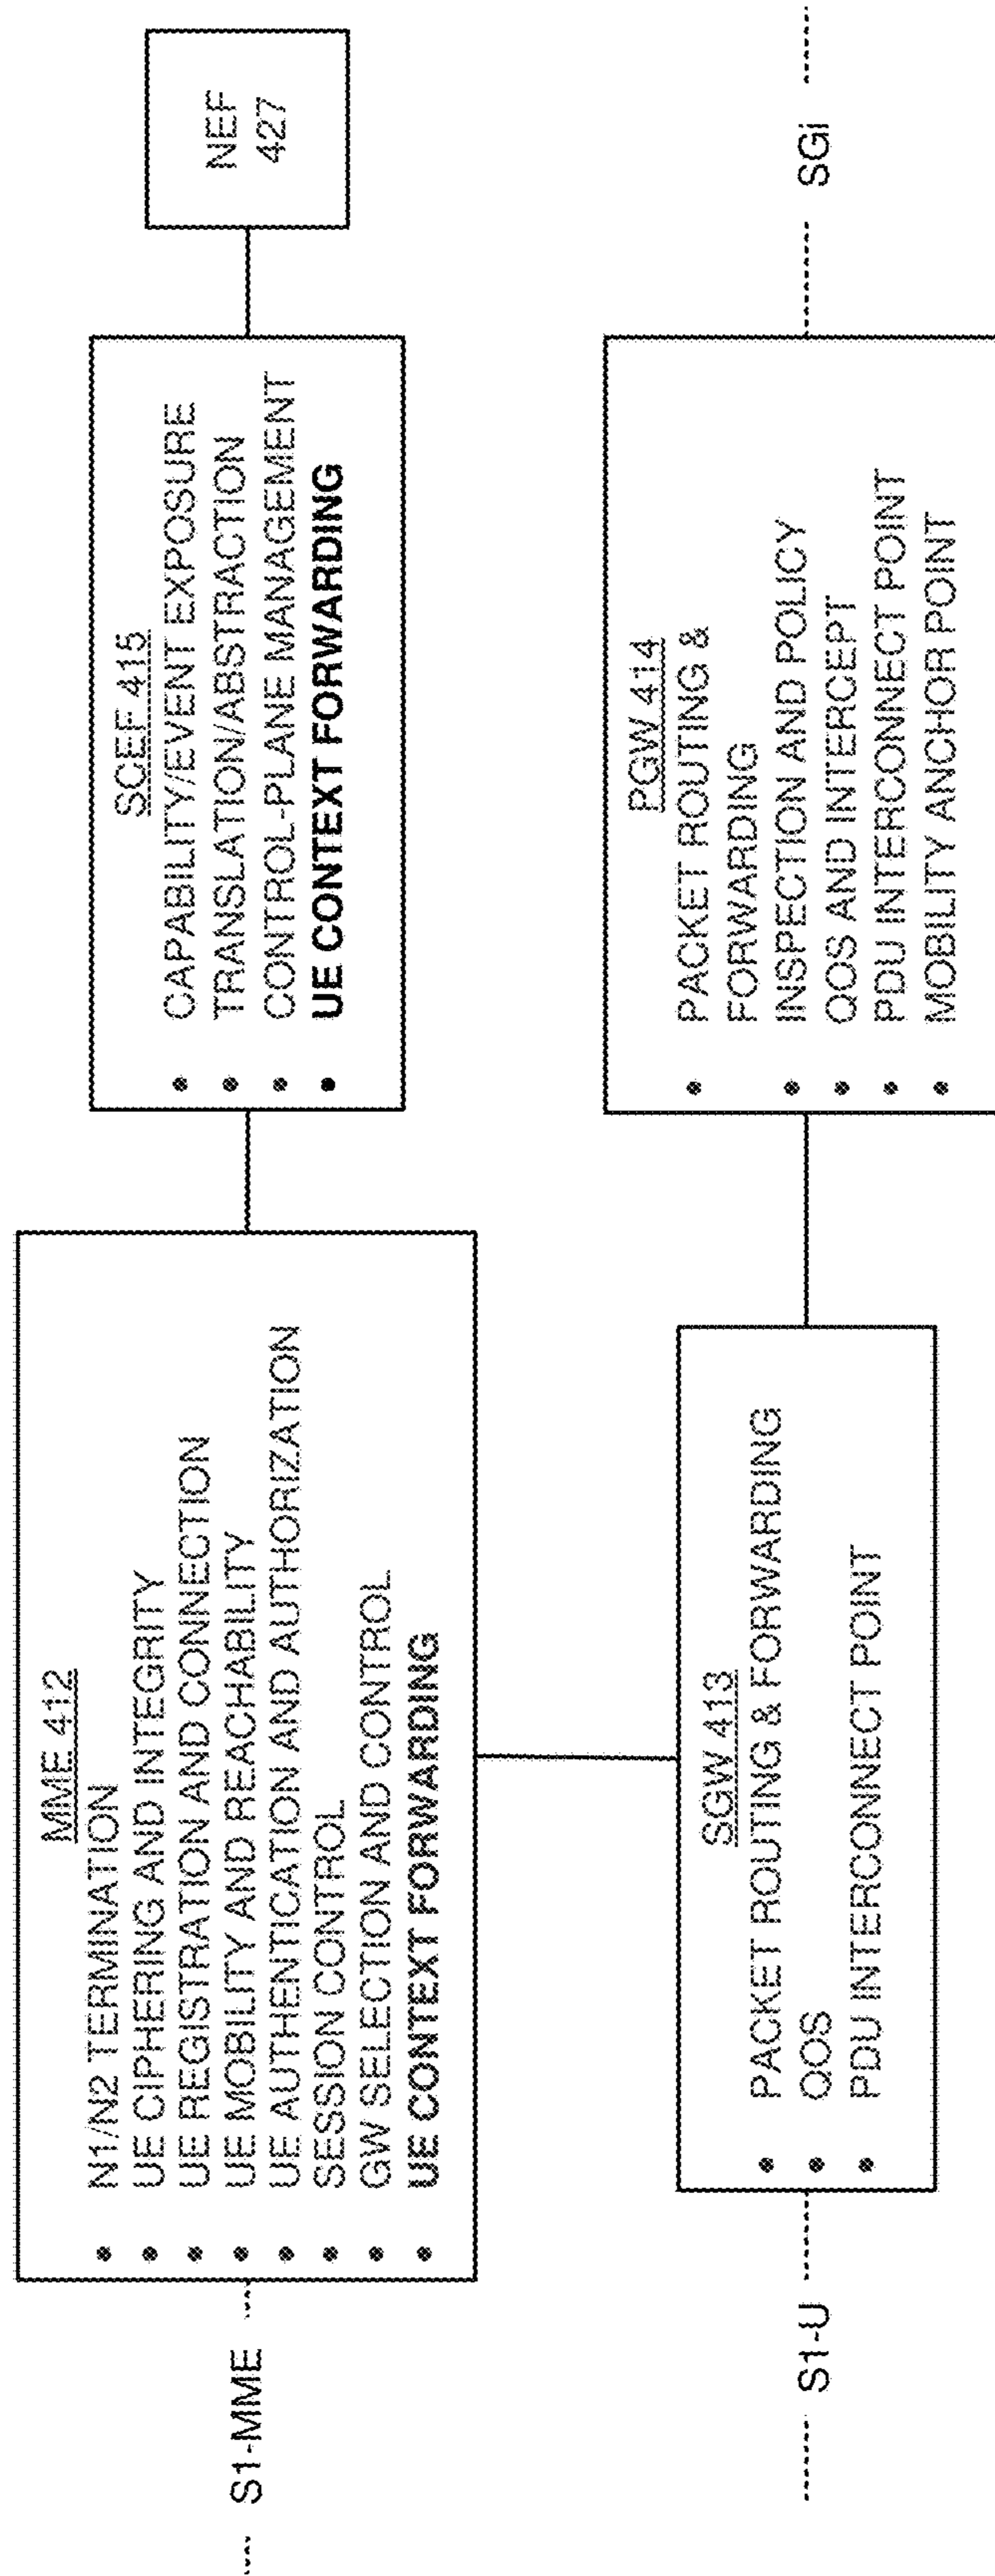 S1-MME
MME 412
• N1/N2 TERMINATION
• UE CIPHERING AND INTEGRITY
• UE REGISTRATION AND CONNECTION
• UE MOBILITY AND REACHABILITY
• UE AUTHENTICATION AND AUTHORIZATION
• SESSION CONTROL
• GW SELECTION AND CONTROL
• UE CONTEXT FORWARDING
SCEF 415
• CAPABILITY/EVENT EXPOSURE
• TRANSLATION/ABSTRACTION
• CONTROL-PLANE MANAGEMENT
• UE CONTEXT FORWARDING
NEF
427
S1-U
SGW 413
• PACKET ROUTING & FORWARDING
• QOS
• PDU INTERCONNECT POINT
PGW 414
• PACKET ROUTING &
FORWARDING
• INSPECTION AND POLICY
• QOS AND INTERCEPT
• PDU INTERCONNECT POINT
• MOBILITY ANCHOR POINT
SGi